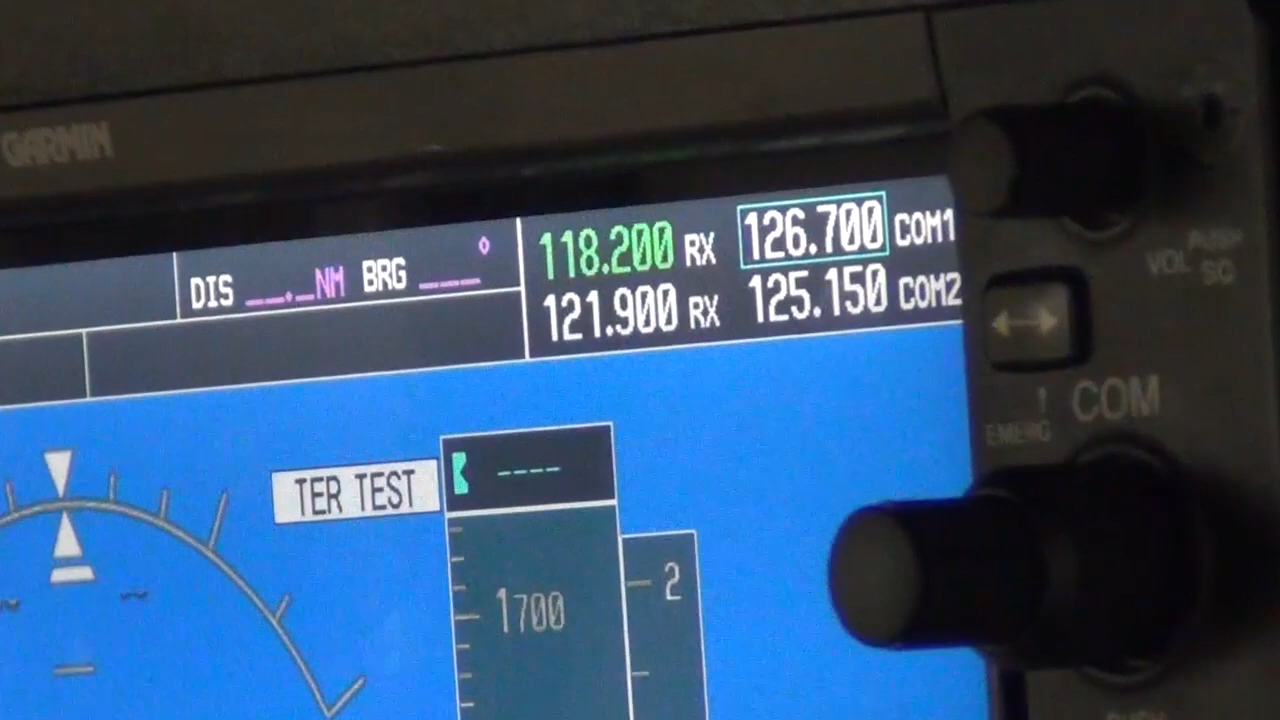 GARMIN
DIS __._NM BRG ___°
118.200 RX 126.700 COM1
121.900 RX 125.150 COM2
VOL PUSH SQ
COM
EMERG
TER TEST
----
1700
2